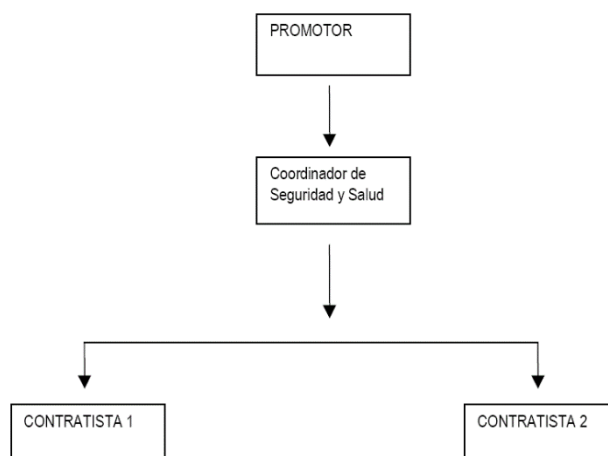 PROMOTOR
Coordinador de
Seguridad y Salud
CONTRATISTA 1
CONTRATISTA 2